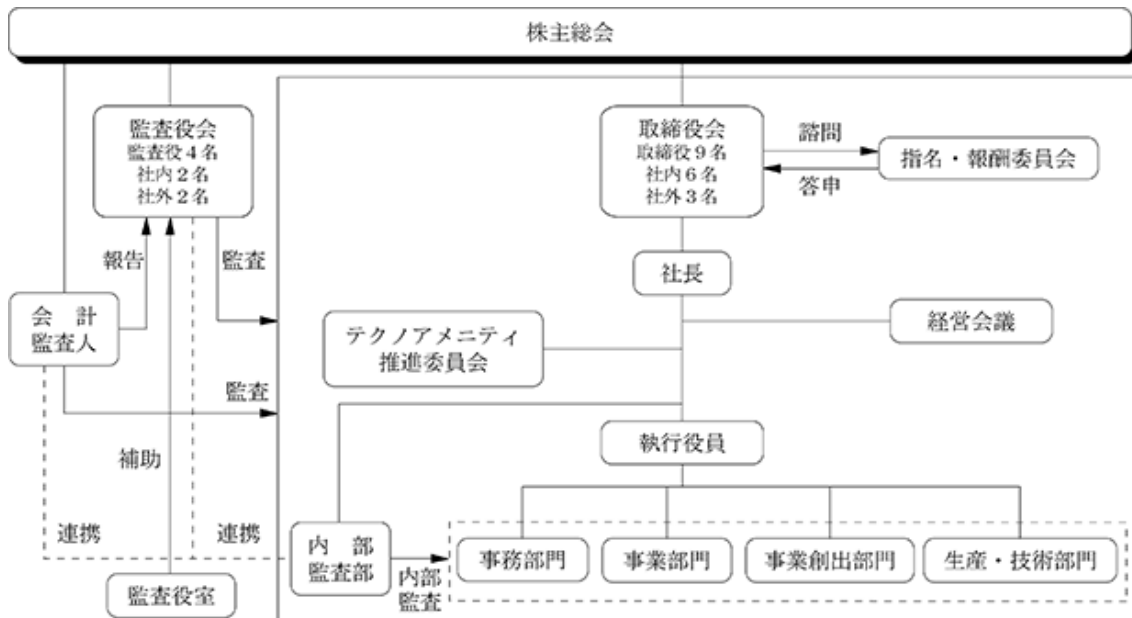 株主総会
監査役会
監査役4名
社内2名
社外2名
取締役会
取締役9名
社内6名
社外3名
諮問
答申
指名・報酬委員会
報告
監査
社長
会 計
監査人
テクノアメニティ
推進委員会
経営会議
監査
執行役員
補助
連携
連携
内 部
監査部
内部
監査
事務部門
事業部門
事業創出部門
生産・技術部門
監査役室